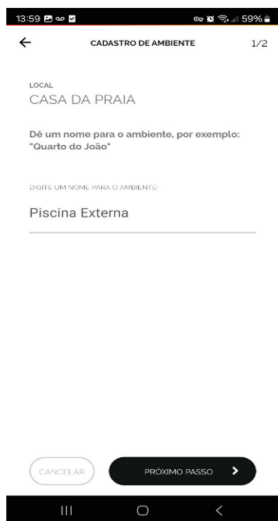 13:59
59%
CADASTRO DE AMBIENTE 1/2
LOCAL
CASA DA PRAIA
Dê um nome para o ambiente, por exemplo:
"Quarto do João"
DIGITE UM NOME PARA O AMBIENTE:
Piscina Externa
CANCELAR
PRÓXIMO PASSO